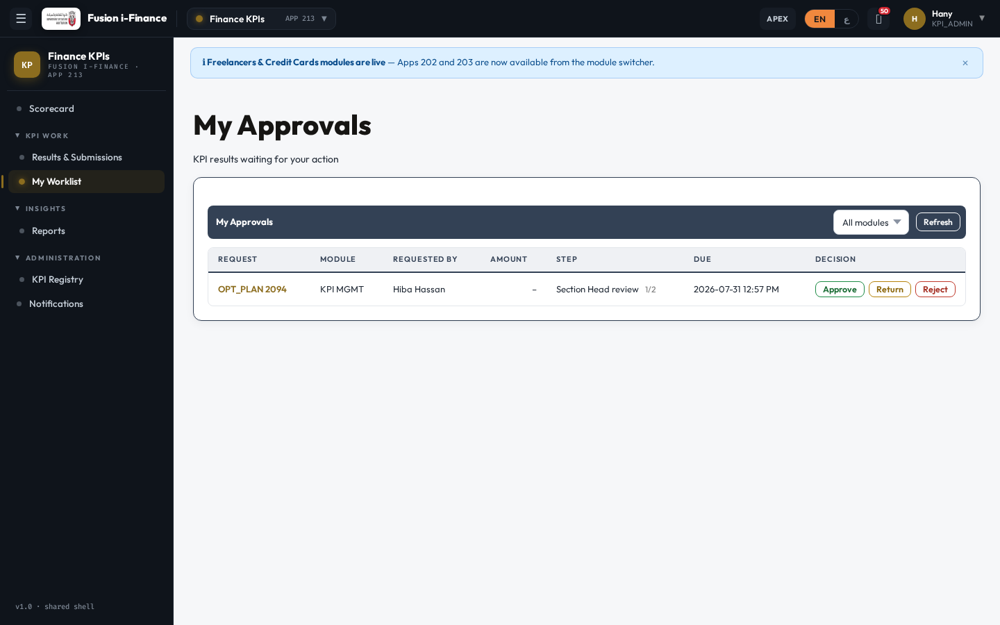 ☰ Fusion i-Finance Finance KPIs APP 213 ▼ APEX EN ع 50 H Hany ▼
KPI_ADMIN
KP Finance KPIs
FUSION I-FINANCE ·
APP 213
Scorecard
▼ KPI WORK
Results & Submissions
My Worklist
▼ INSIGHTS
Reports
▼ ADMINISTRATION
KPI Registry
Notifications
v1.0 · shared shell
ℹ Freelancers & Credit Cards modules are live — Apps 202 and 203 are now available from the module switcher. ×
My Approvals
KPI results waiting for your action
My Approvals All modules Refresh
REQUEST MODULE REQUESTED BY AMOUNT STEP DUE DECISION
OPT_PLAN 2094 KPI MGMT Hiba Hassan – Section Head review 1/2 2026-07-31 12:57 PM Approve Return Reject